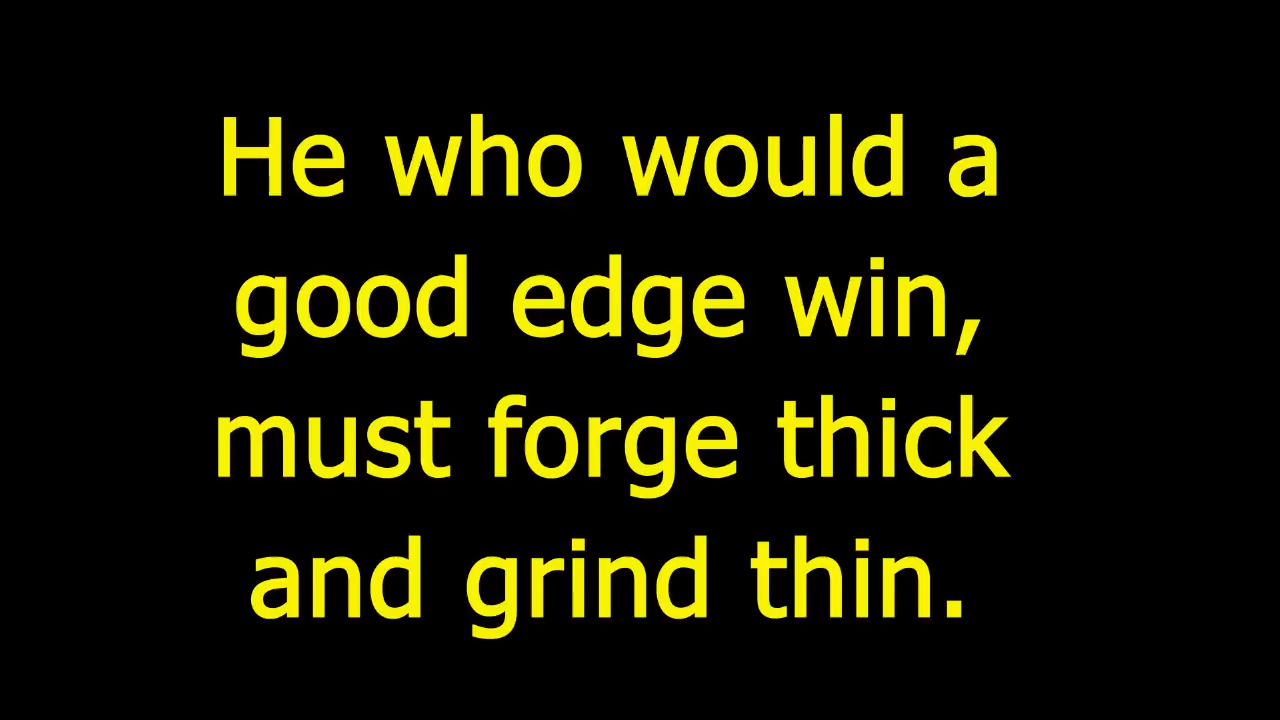 He who would a
good edge win,
must forge thick
and grind thin.